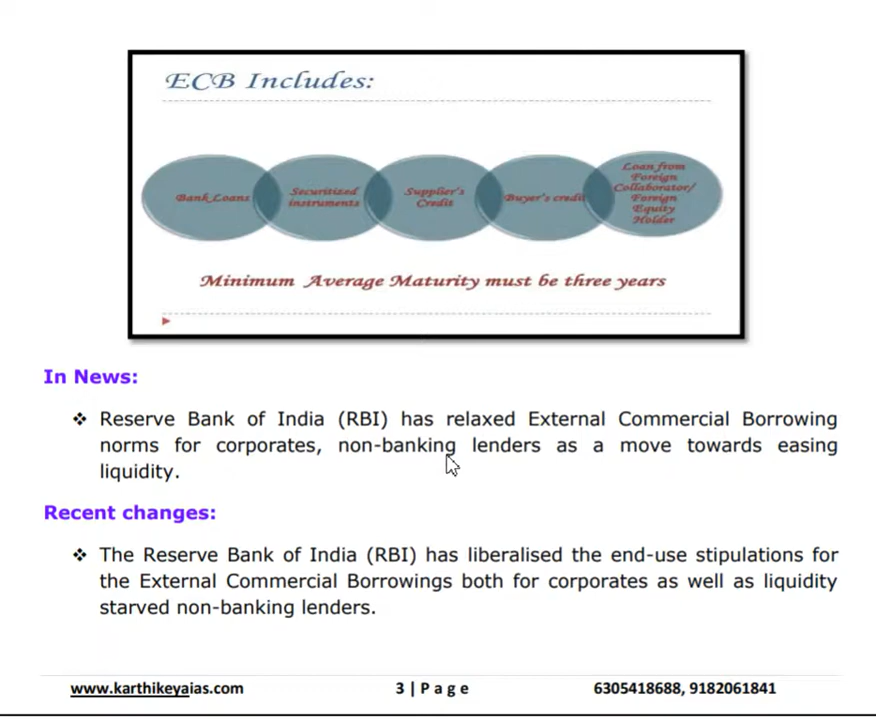 ECB Includes:
Bank Loans
Securitized
instruments
Supplier's
Credit
Buyer's credit
Loan from
Foreign
Collaborator/
Foreign
Equity
Holder
Minimum Average Maturity must be three years
In News:
❖ Reserve Bank of India (RBI) has relaxed External Commercial Borrowing
norms for corporates, non-banking lenders as a move towards easing
liquidity.
Recent changes:
❖ The Reserve Bank of India (RBI) has liberalised the end-use stipulations for
the External Commercial Borrowings both for corporates as well as liquidity
starved non-banking lenders.
www.karthikeyaias.com 3 | P a g e 6305418688, 9182061841